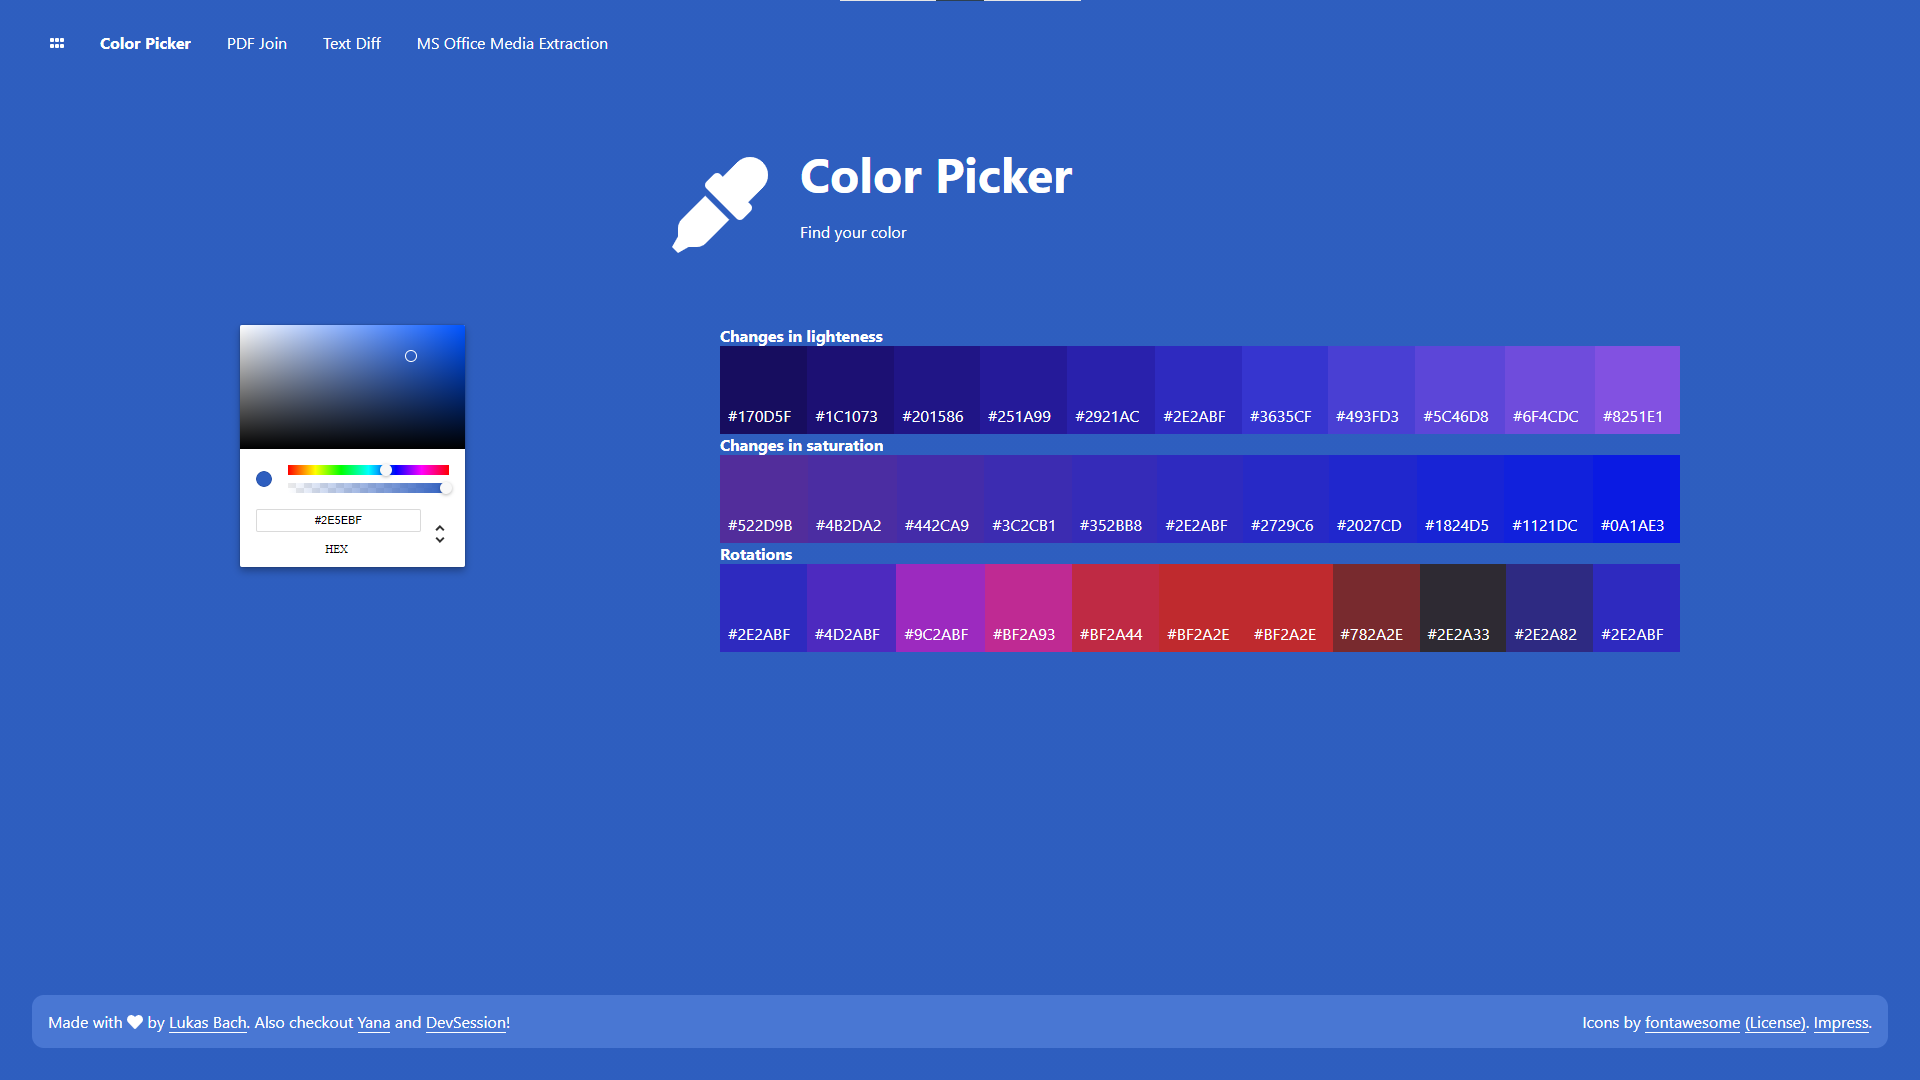 Color Picker PDF Join Text Diff MS Office Media Extraction
Color Picker
Find your color
#2E5EBF
HEX
Changes in lighteness
#170D5F #1C1073 #201586 #251A99 #2921AC #2E2ABF #3635CF #493FD3 #5C46D8 #6F4CDC #8251E1
Changes in saturation
#522D9B #4B2DA2 #442CA9 #3C2CB1 #352BB8 #2E2ABF #2729C6 #2027CD #1824D5 #1121DC #0A1AE3
Rotations
#2E2ABF #4D2ABF #9C2ABF #BF2A93 #BF2A44 #BF2A2E #BF2A2E #782A2E #2E2A33 #2E2A82 #2E2ABF
Made with by Lukas Bach. Also checkout Yana and DevSession!
Icons by fontawesome (License). Impress.